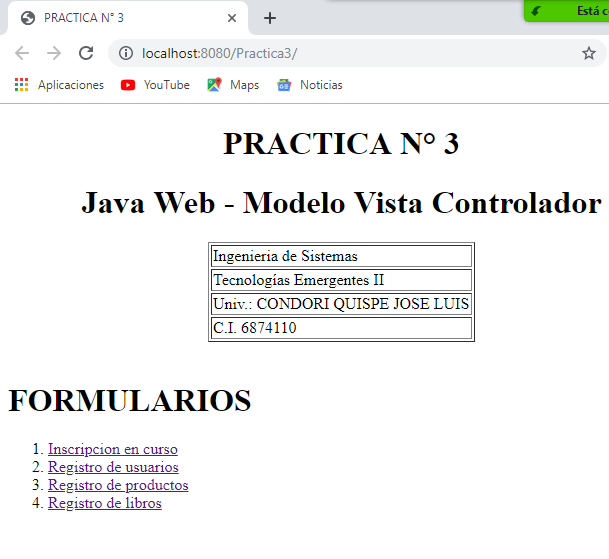 PRACTICA N° 3
Está c
localhost:8080/Practica3/
Aplicaciones YouTube Maps Noticias
PRACTICA N° 3
Java Web - Modelo Vista Controlador
Ingenieria de Sistemas
Tecnologías Emergentes II
Univ.: CONDORI QUISPE JOSE LUIS
C.I. 6874110
FORMULARIOS
1. Inscripcion en curso
2. Registro de usuarios
3. Registro de productos
4. Registro de libros